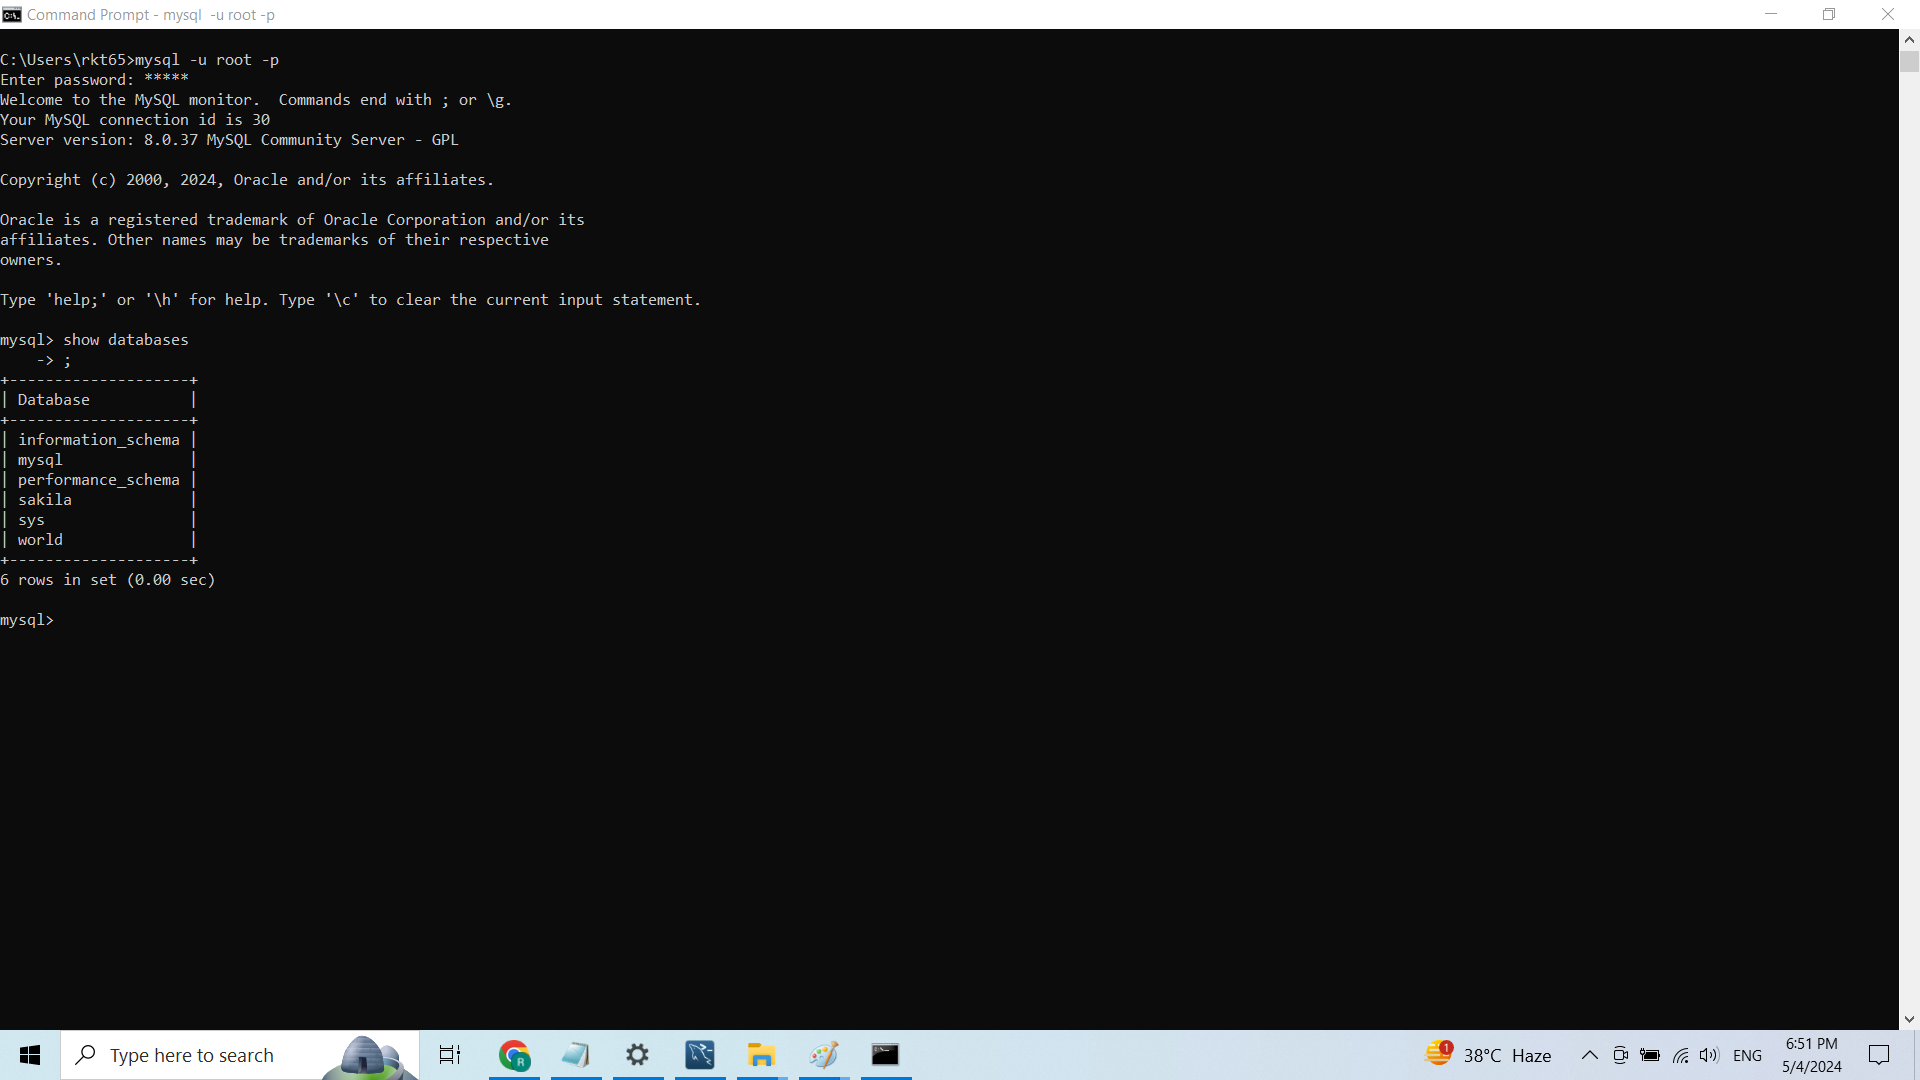 Command Prompt - mysql  -u root -p
C:\Users\rkt65>mysql -u root -p
Enter password: *****
Welcome to the MySQL monitor.  Commands end with ; or \g.
Your MySQL connection id is 30
Server version: 8.0.37 MySQL Community Server - GPL
Copyright (c) 2000, 2024, Oracle and/or its affiliates.
Oracle is a registered trademark of Oracle Corporation and/or its
affiliates. Other names may be trademarks of their respective
owners.
Type 'help;' or '\h' for help. Type '\c' to clear the current input statement.
mysql> show databases
    -> ;
+--------------------+
| Database           |
+--------------------+
| information_schema |
| mysql              |
| performance_schema |
| sakila             |
| sys                |
| world              |
+--------------------+
6 rows in set (0.00 sec)
mysql>
Type here to search
R
1
38°C Haze
ENG
6:51 PM
5/4/2024